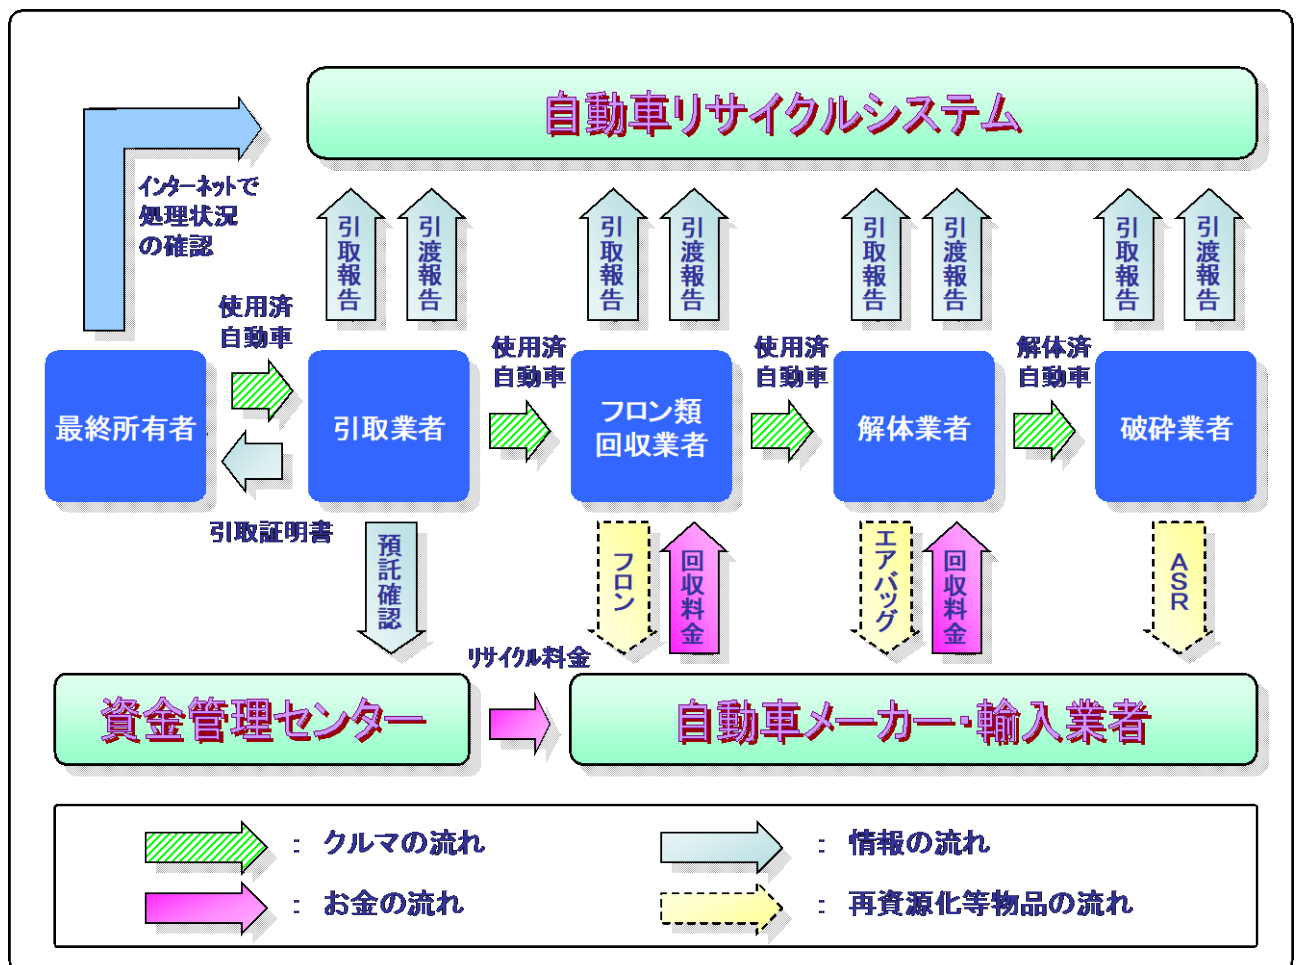 自動車リサイクルシステム
インターネットで
処理状況
の確認
引取報告
引渡報告
引取報告
引渡報告
引取報告
引渡報告
引取報告
引渡報告
使用済
自動車
使用済
自動車
使用済
自動車
解体済
自動車
最終所有者
引取業者
フロン類
回収業者
解体業者
破砕業者
引取証明書
預託確認
フロン
回収料金
エアバッグ
回収料金
ASR
リサイクル料金
資金管理センター
自動車メーカー・輸入業者
： クルマの流れ
： 情報の流れ
： お金の流れ
： 再資源化等物品の流れ